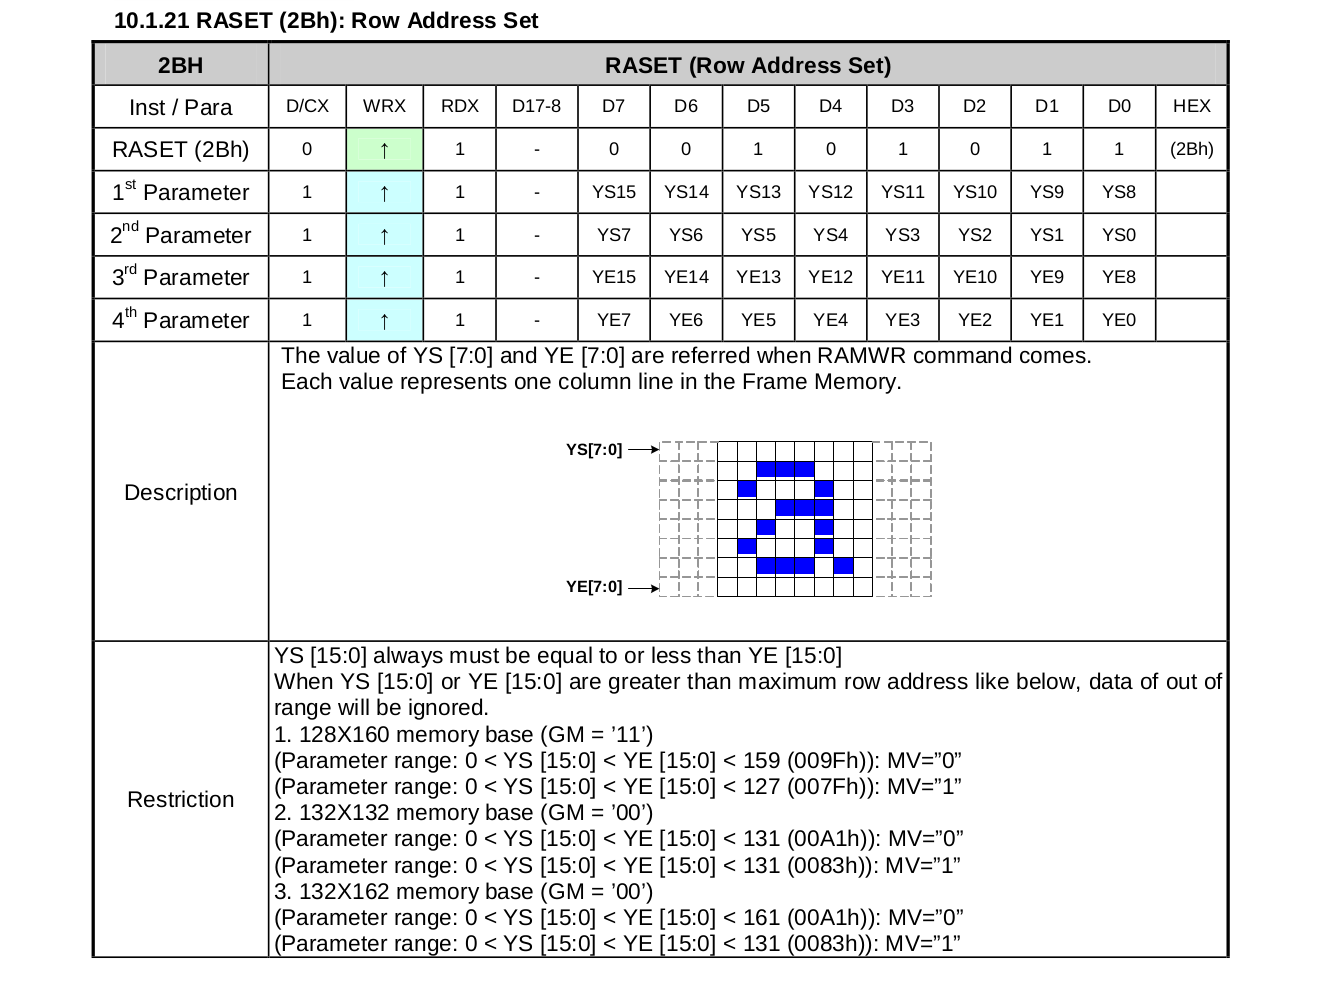 10.1.21 RASET (2Bh): Row Address Set
2BH RASET (Row Address Set)
Inst / Para D/CX WRX RDX D17-8 D7 D6 D5 D4 D3 D2 D1 D0 HEX
RASET (2Bh) 0 ↑ 1 - 0 0 1 0 1 0 1 1 (2Bh)
1st Parameter 1 ↑ 1 - YS15 YS14 YS13 YS12 YS11 YS10 YS9 YS8
2nd Parameter 1 ↑ 1 - YS7 YS6 YS5 YS4 YS3 YS2 YS1 YS0
3rd Parameter 1 ↑ 1 - YE15 YE14 YE13 YE12 YE11 YE10 YE9 YE8
4th Parameter 1 ↑ 1 - YE7 YE6 YE5 YE4 YE3 YE2 YE1 YE0
Description
The value of YS [7:0] and YE [7:0] are referred when RAMWR command comes.
Each value represents one column line in the Frame Memory.
YS[7:0]
YE[7:0]
Restriction
YS [15:0] always must be equal to or less than YE [15:0]
When YS [15:0] or YE [15:0] are greater than maximum row address like below, data of out of
range will be ignored.
1. 128X160 memory base (GM = ’11’)
(Parameter range: 0 < YS [15:0] < YE [15:0] < 159 (009Fh)): MV=”0”
(Parameter range: 0 < YS [15:0] < YE [15:0] < 127 (007Fh)): MV=”1”
2. 132X132 memory base (GM = ’00’)
(Parameter range: 0 < YS [15:0] < YE [15:0] < 131 (00A1h)): MV=”0”
(Parameter range: 0 < YS [15:0] < YE [15:0] < 131 (0083h)): MV=”1”
3. 132X162 memory base (GM = ’00’)
(Parameter range: 0 < YS [15:0] < YE [15:0] < 161 (00A1h)): MV=”0”
(Parameter range: 0 < YS [15:0] < YE [15:0] < 131 (0083h)): MV=”1”